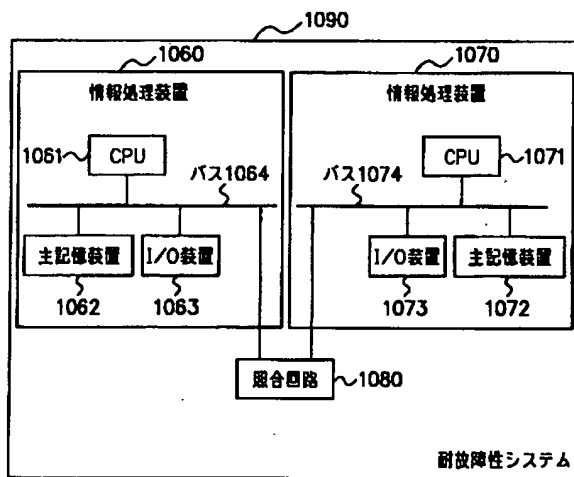 1090
1060
1070
情報処理装置
情報処理装置
1061
CPU
CPU
1071
バス1064
バス1074
主記憶装置
I/O装置
I/O装置
主記憶装置
1062
1063
1073
1072
照合回路
1080
耐故障性システム